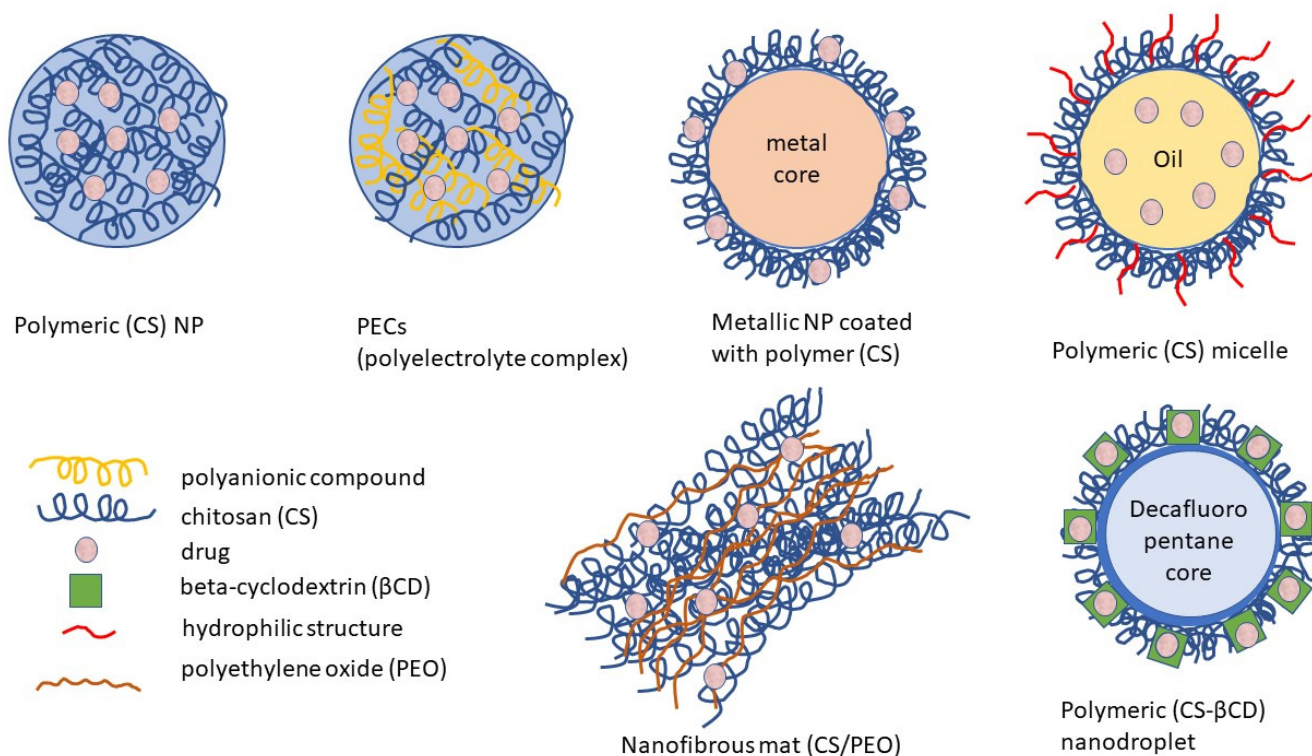 metal
core
Oil
Polymeric (CS) NP
PECs
(polyelectrolyte complex)
Metallic NP coated
with polymer (CS)
Polymeric (CS) micelle
polyanionic compound
chitosan (CS)
drug
beta-cyclodextrin (βCD)
hydrophilic structure
polyethylene oxide (PEO)
Nanofibrous mat (CS/PEO)
Decafluoro
pentane
core
Polymeric (CS-βCD)
nanodroplet